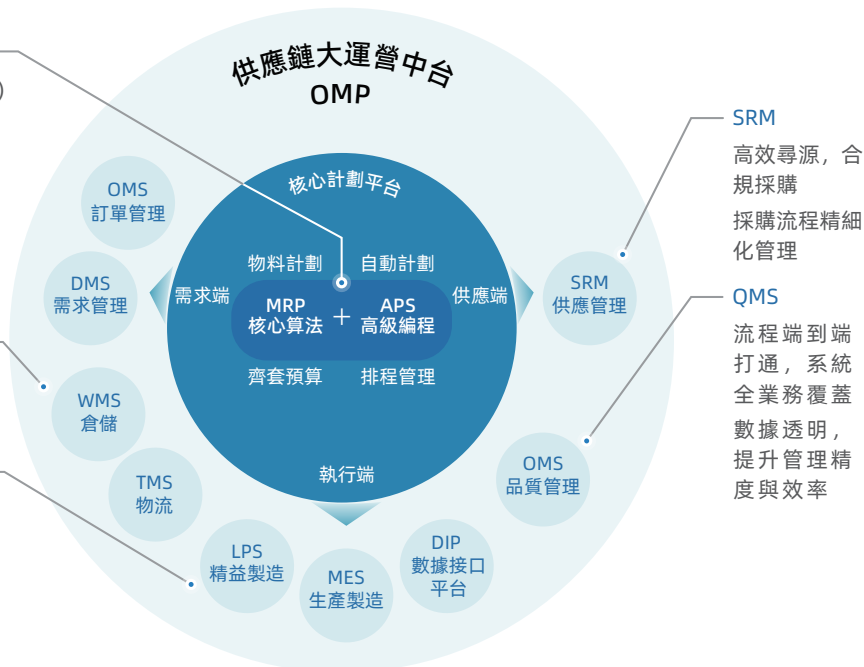 供應鏈大運營中台
OMP
核心計劃平台
OMS
訂單管理
DMS
需求管理
WMS
倉儲
TMS
物流
LPS
精益製造
MES
生產製造
DIP
數據接口
平台
OMS
品質管理
SRM
供應管理
需求端
供應端
執行端
物料計劃
自動計劃
MRP
核心算法
+
APS
高級編程
齊套預算
排程管理
SRM
高效尋源，合
規採購
採購流程精細
化管理
QMS
流程端到端
打通，系統
全業務覆蓋
數據透明，
提升管理精
度與效率
)